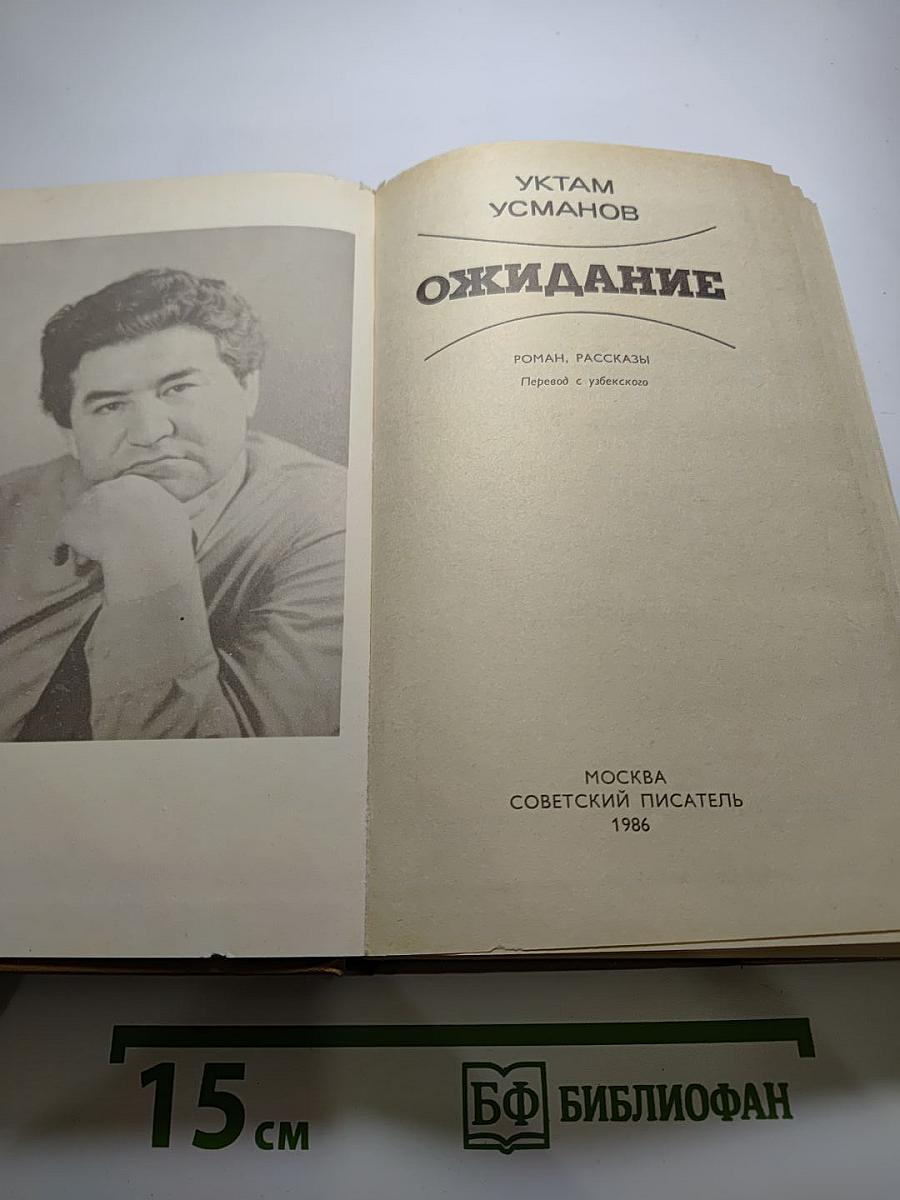 УКТАМ
УСМАНОВ
ОЖИДАНИЕ
РОМАН, РАССКАЗЫ
Перевод с узбекского
МОСКВА
СОВЕТСКИЙ ПИСАТЕЛЬ
1986
15 см
БФ БИБЛИОФАН